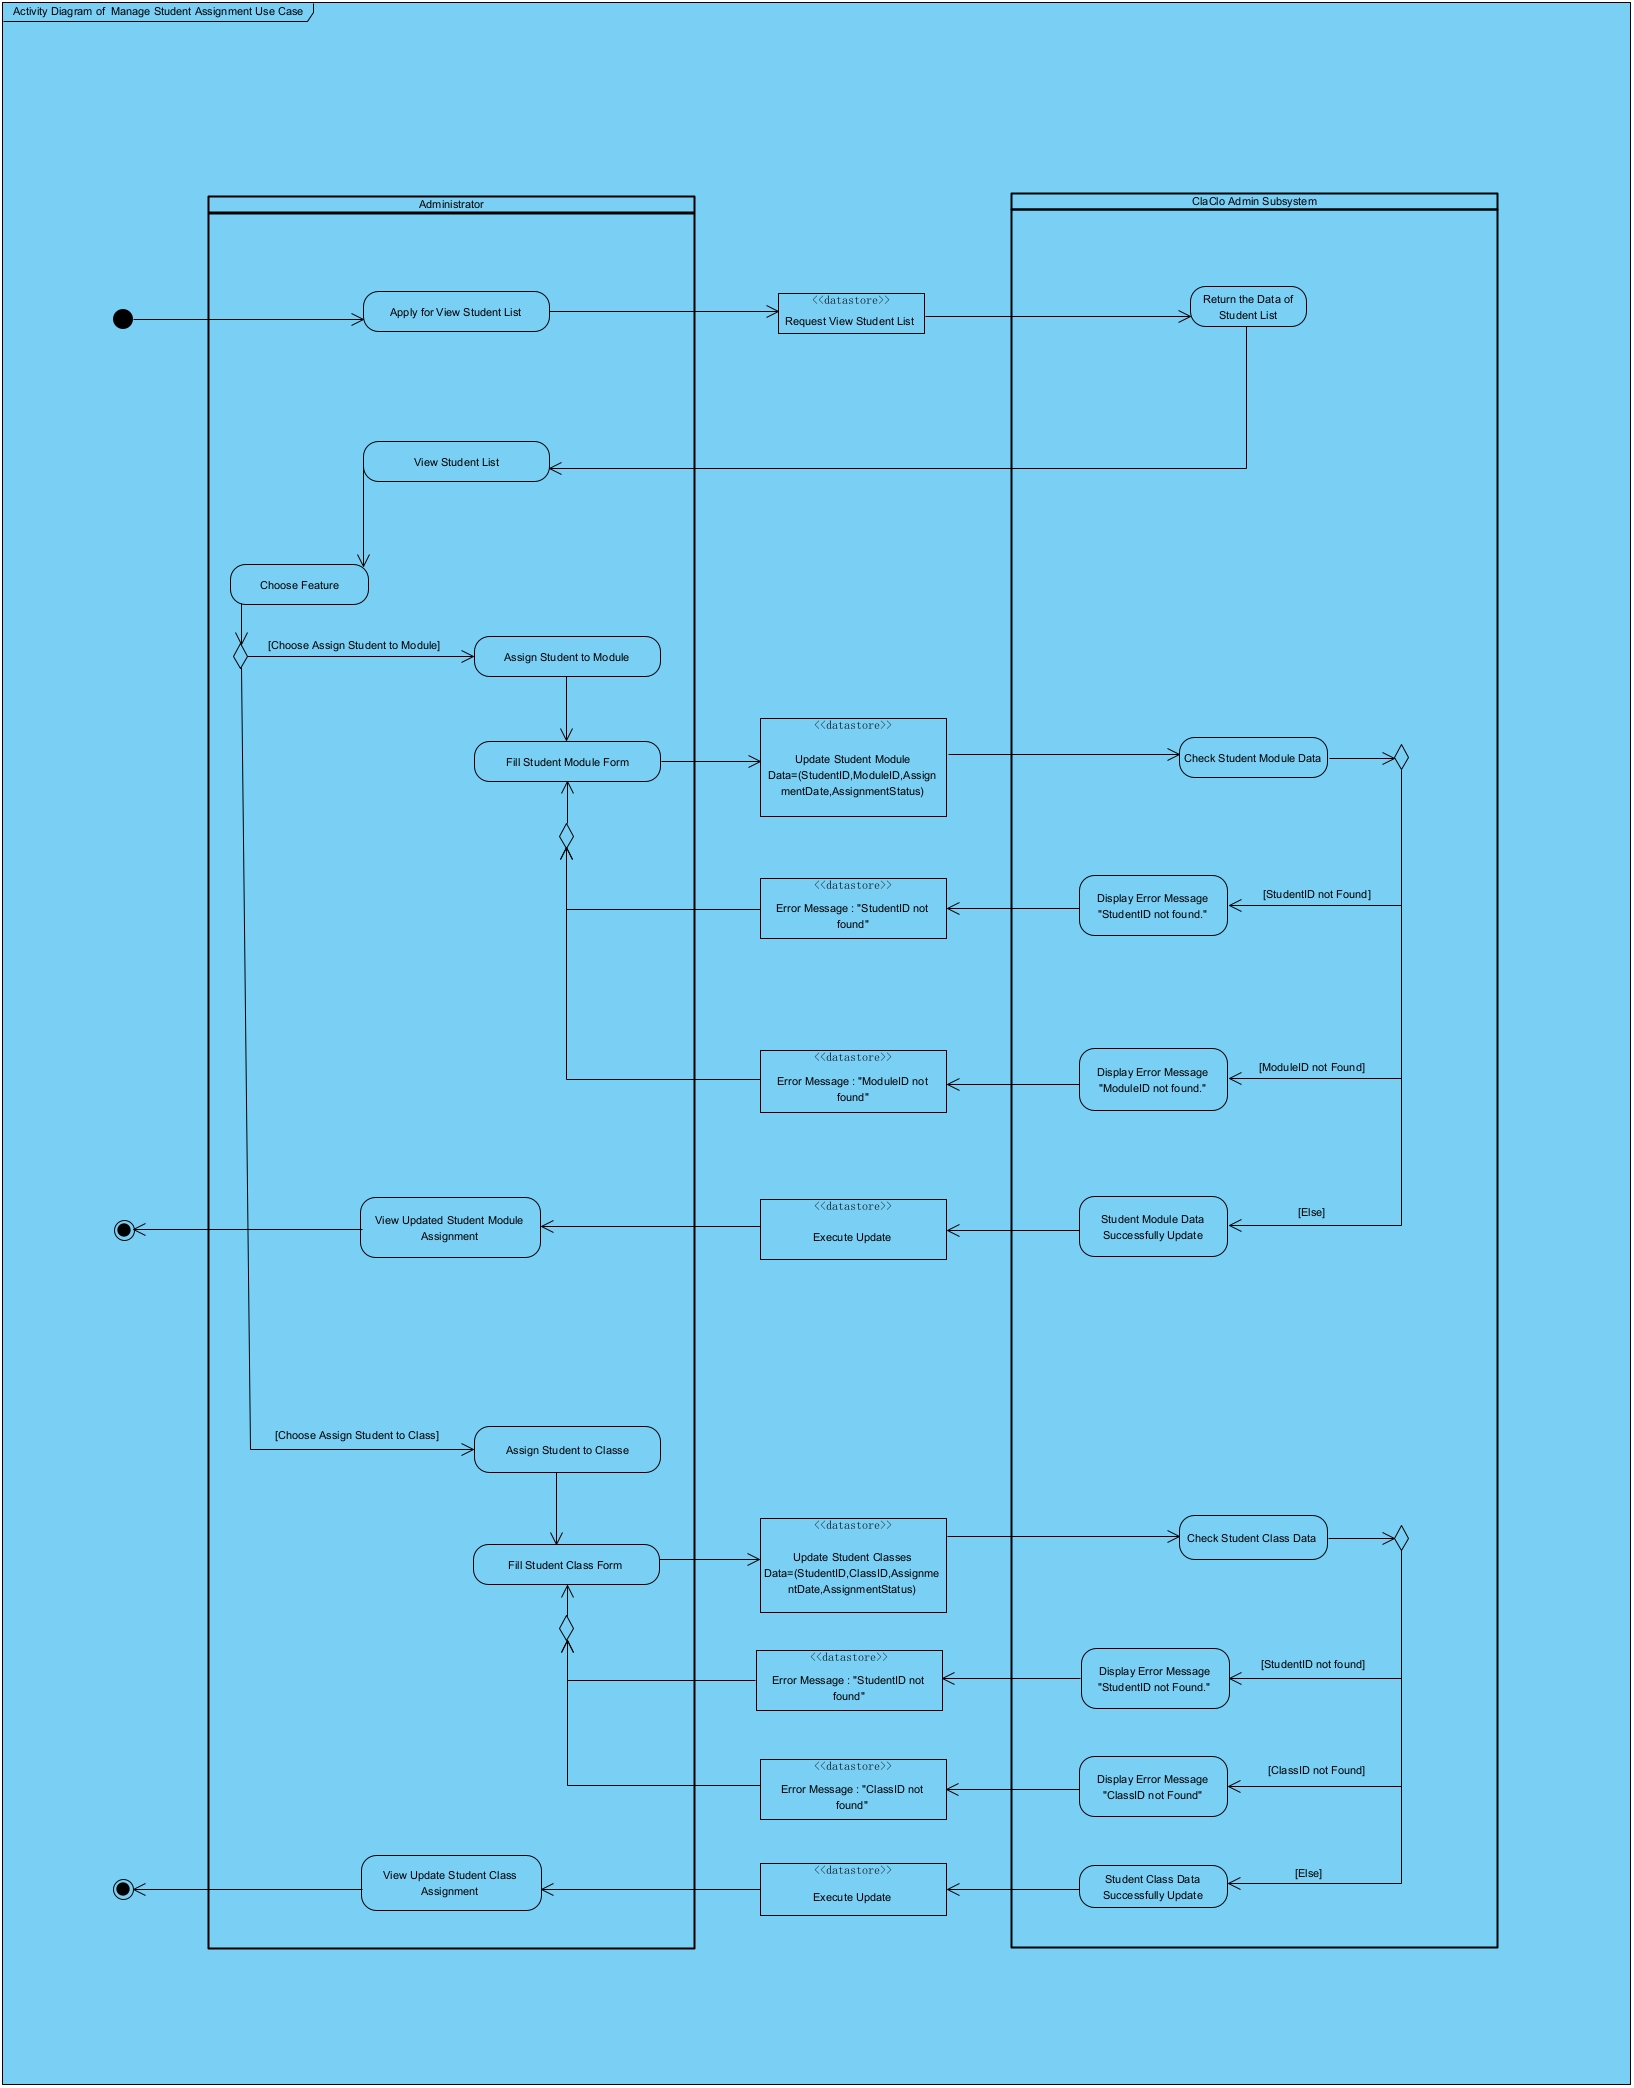 Activity Diagram of Manage Student Assignment Use Case
Administrator
ClaClo Admin Subsystem
Apply for View Student List
<<datastore>>
Request View Student List
Return the Data of
Student List
View Student List
Choose Feature
[Choose Assign Student to Module]
Assign Student to Module
Fill Student Module Form
<<datastore>>
Update Student Module
Data=(StudentID,ModuleID,Assign
mentDate,AssignmentStatus)
Check Student Module Data
<<datastore>>
Error Message : "StudentID not
found"
Display Error Message
"StudentID not found."
[StudentID not Found]
<<datastore>>
Error Message : "ModuleID not
found"
Display Error Message
"ModuleID not found."
[ModuleID not Found]
View Updated Student Module
Assignment
<<datastore>>
Execute Update
Student Module Data
Successfully Update
[Else]
[Choose Assign Student to Class]
Assign Student to Classe
Fill Student Class Form
<<datastore>>
Update Student Classes
Data=(StudentID,ClassID,Assignme
ntDate,AssignmentStatus)
Check Student Class Data
<<datastore>>
Error Message : "StudentID not
found"
Display Error Message
"StudentID not Found."
[StudentID not found]
<<datastore>>
Error Message : "ClassID not
found"
Display Error Message
"ClassID not Found"
[ClassID not Found]
View Update Student Class
Assignment
<<datastore>>
Execute Update
Student Class Data
Successfully Update
[Else]